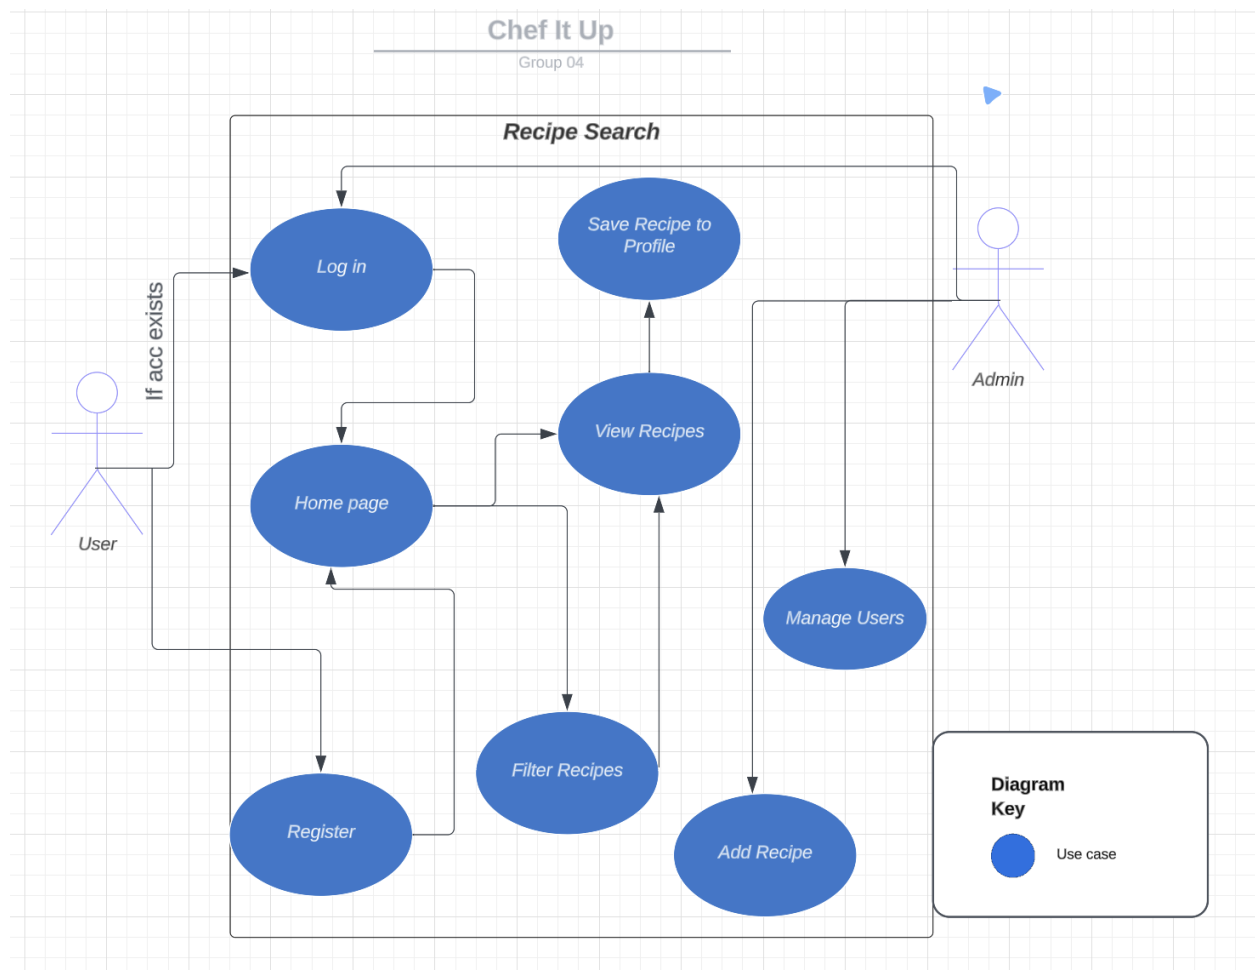 Chef It Up
Group 04
Recipe Search
Save Recipe to
Profile
Log in
If acc exists
Admin
View Recipes
Home page
User
Manage Users
Filter Recipes
Diagram
Key
Register
Add Recipe
Use case